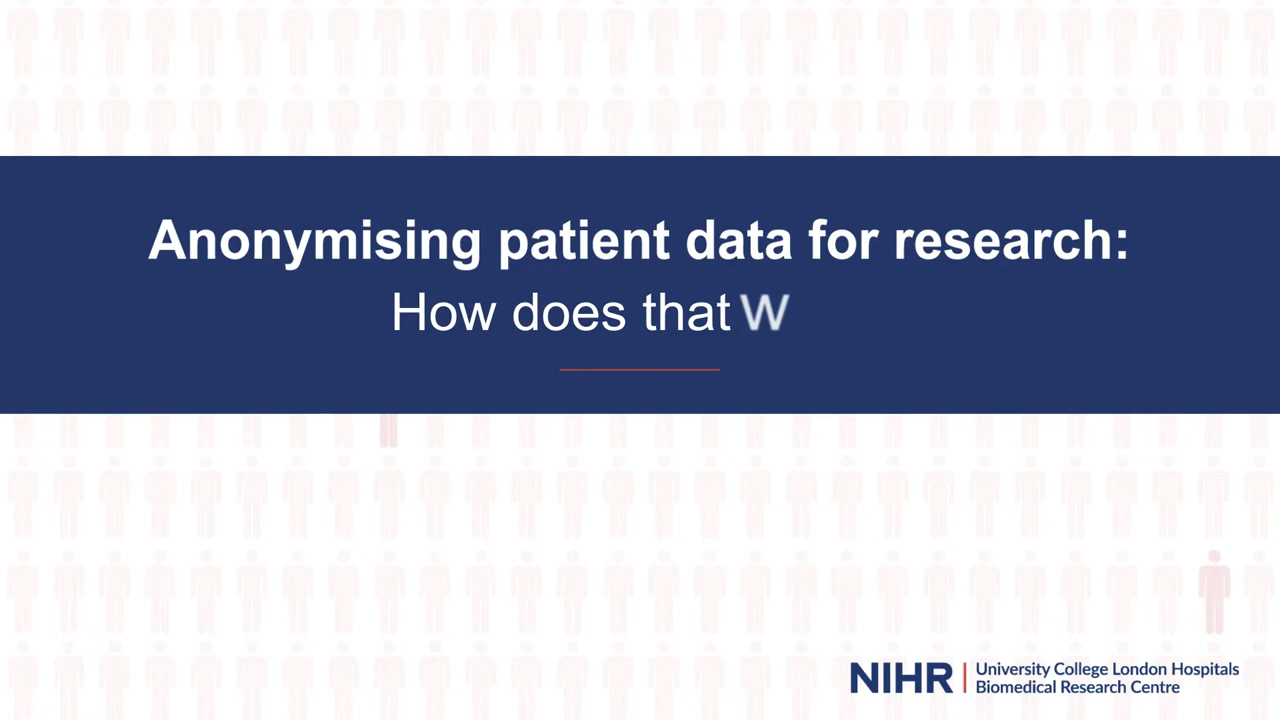 Anonymising patient data for research:
How does that W
NIHR | University College London Hospitals
Biomedical Research Centre